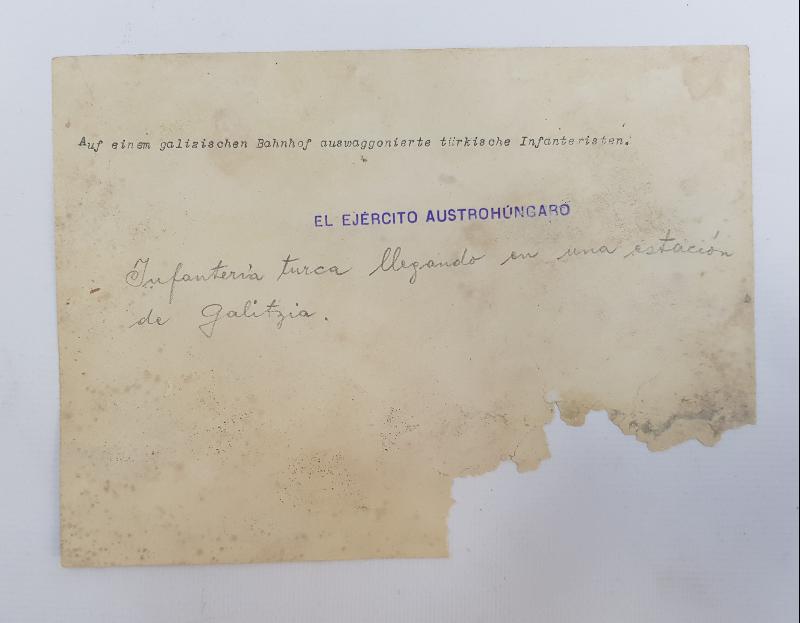 Auf einem galizischen Bahnhof auswaggonierte türkische Infanteristen.
EL EJÉRCITO AUSTROHÚNGARO
Infantería turca llegando en una estación
de Galitzia.